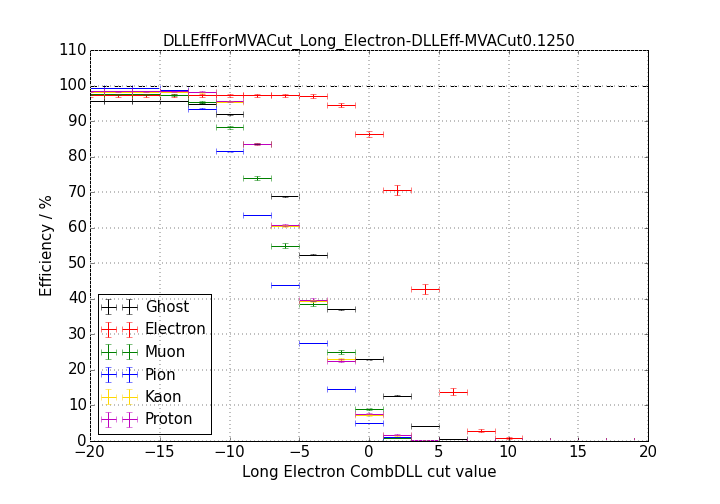 DLLEffForMVACut_Long_Electron-DLLEff-MVACut0.1250
110
100
90
80
70
60
50
40
30
20
10
0
Efficiency / %
Ghost
Electron
Muon
Pion
Kaon
Proton
−20 −15 −10 −5 0 5 10 15 20
Long Electron CombDLL cut value